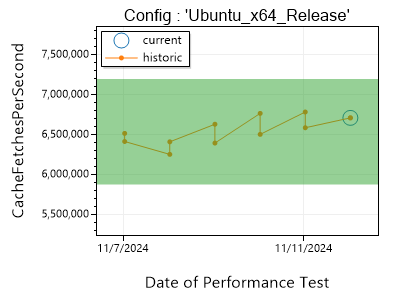 Config : 'Ubuntu_x64_Release'
current
historic
CacheFetchesPerSecond
7,500,000
7,000,000
6,500,000
6,000,000
5,500,000
11/7/2024
11/11/2024
Date of Performance Test